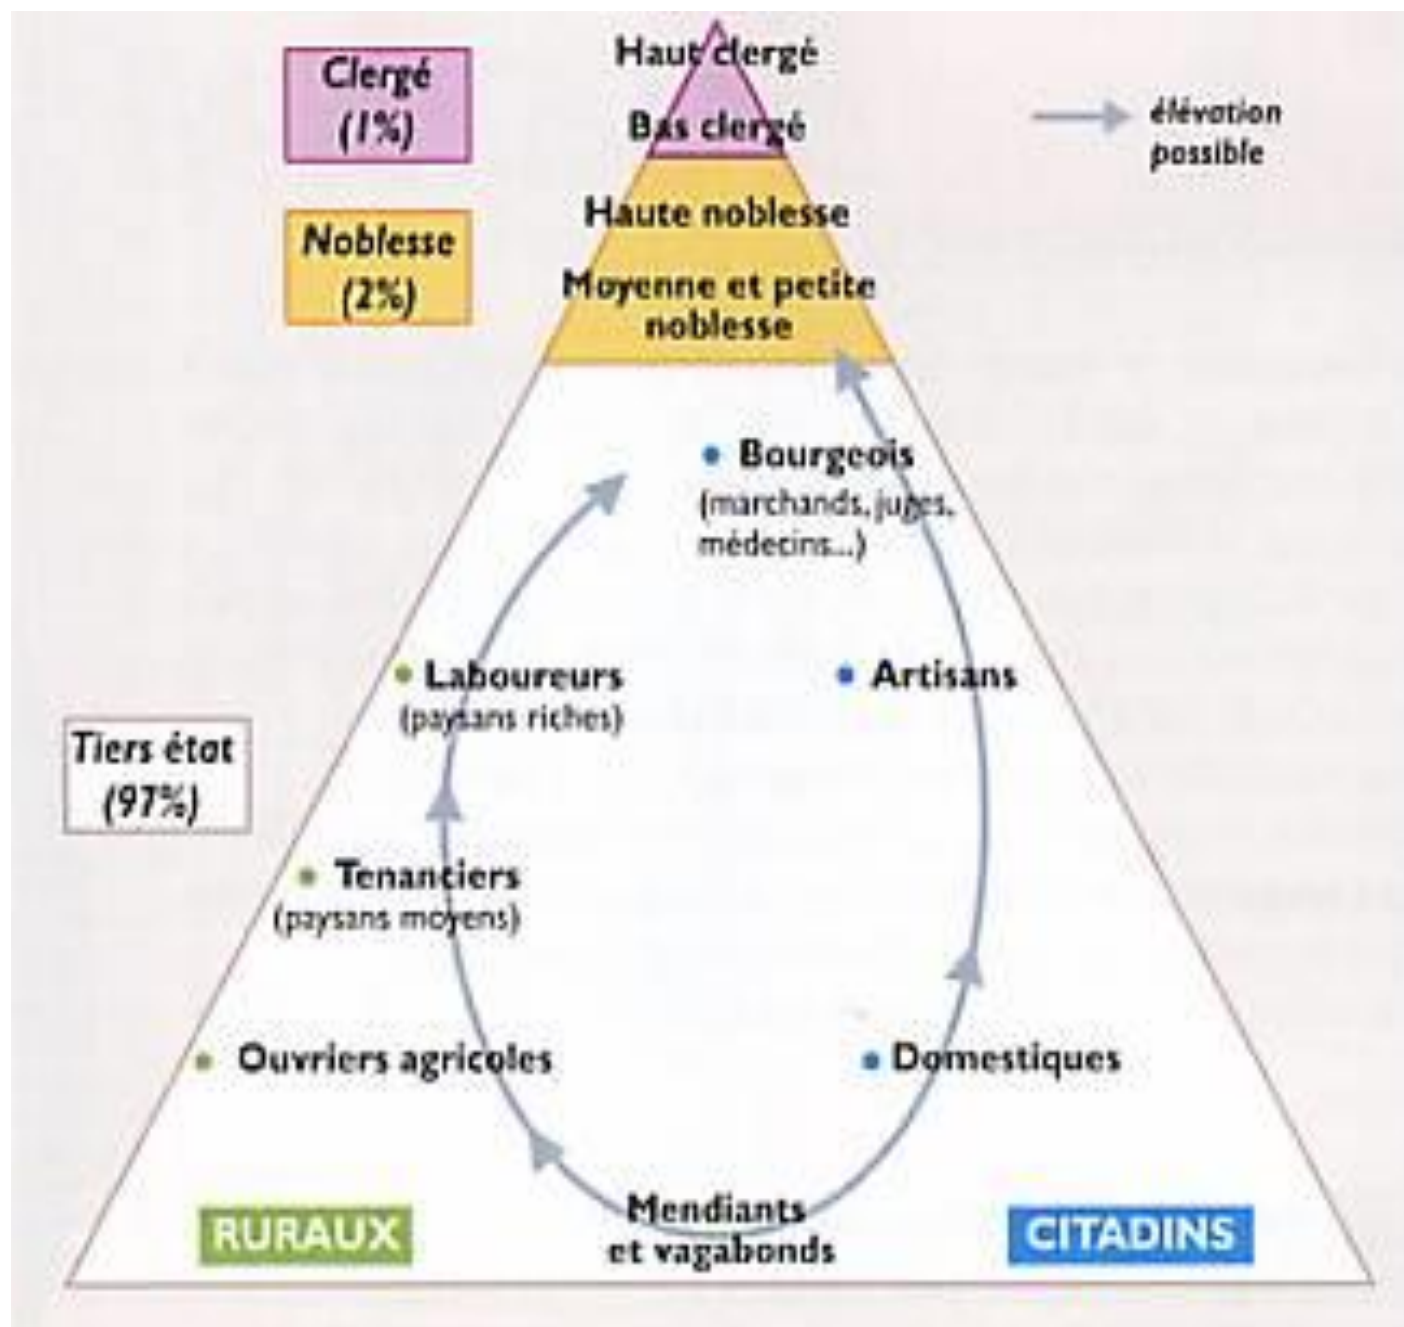 Clergé
(1%)
Haut clergé
Bas clergé
élévation
possible
Noblesse
(2%)
Haute noblesse
Moyenne et petite
noblesse
Bourgeois
(marchands, juges,
médecins...)
Laboureurs
(paysans riches)
Artisans
Tiers état
(97%)
Tenanciers
(paysans moyens)
Ouvriers agricoles
Domestiques
Mendiants
et vagabonds
RURAUX
CITADINS